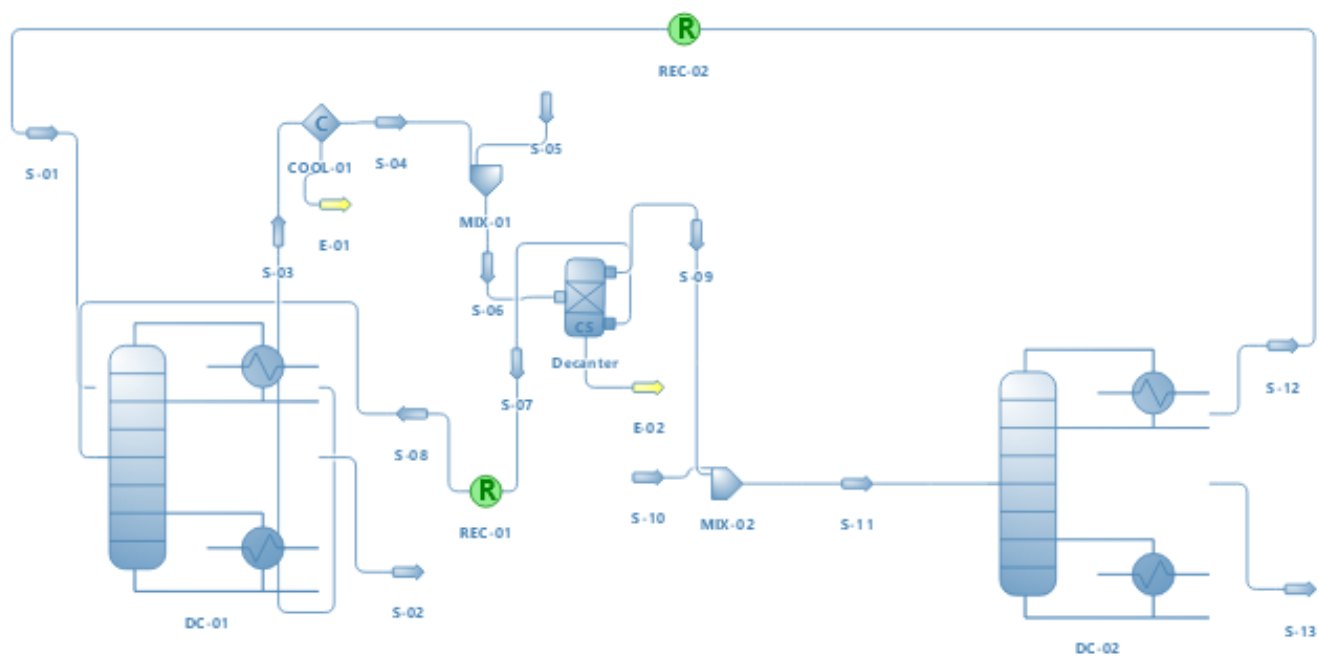 R
REC-02
C
S-01
COOL-01
S-04
S-05
MIX-01
E-01
S-03
S-06
S-09
CS
Decanter
S-07
S-12
E-02
S-08
R
REC-01
S-10
MIX-02
S-11
DC-01
S-02
S-13
DC-02